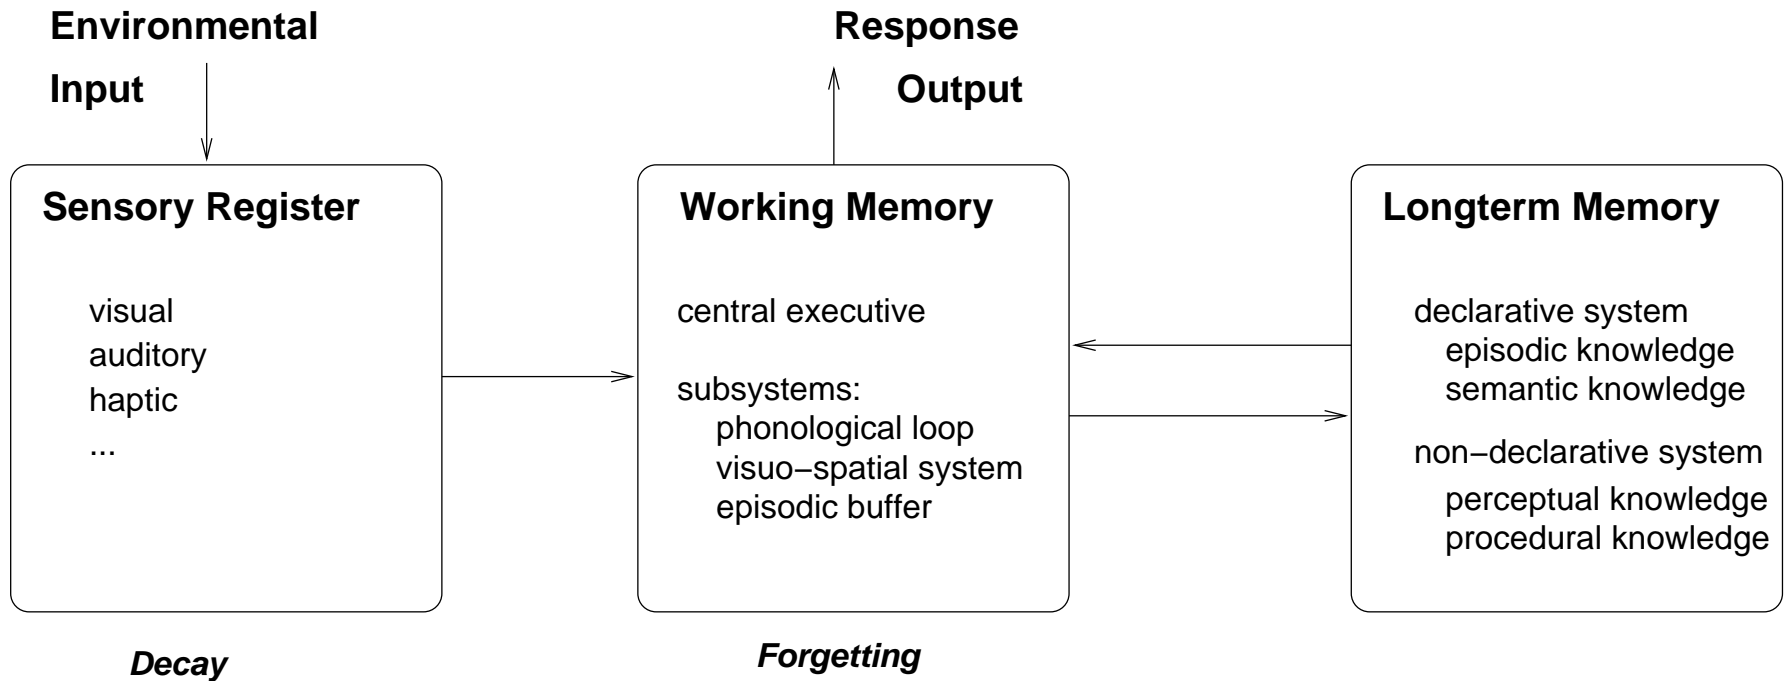 Environmental
Input
Response
Output
Sensory Register
visual
auditory
haptic
...
Working Memory
central executive
subsystems:
phonological loop
visuo−spatial system
episodic buffer
Longterm Memory
declarative system
episodic knowledge
semantic knowledge
non−declarative system
perceptual knowledge
procedural knowledge
Decay
Forgetting